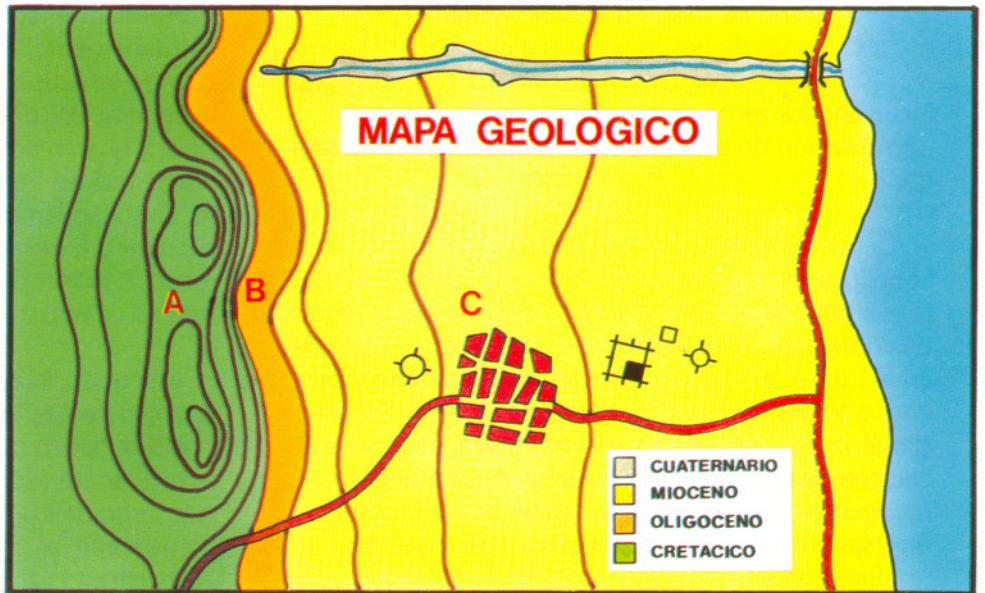 MAPA GEOLOGICO
A
B
C
CUATERNARIO
MIOCENO
OLIGOCENO
CRETACICO